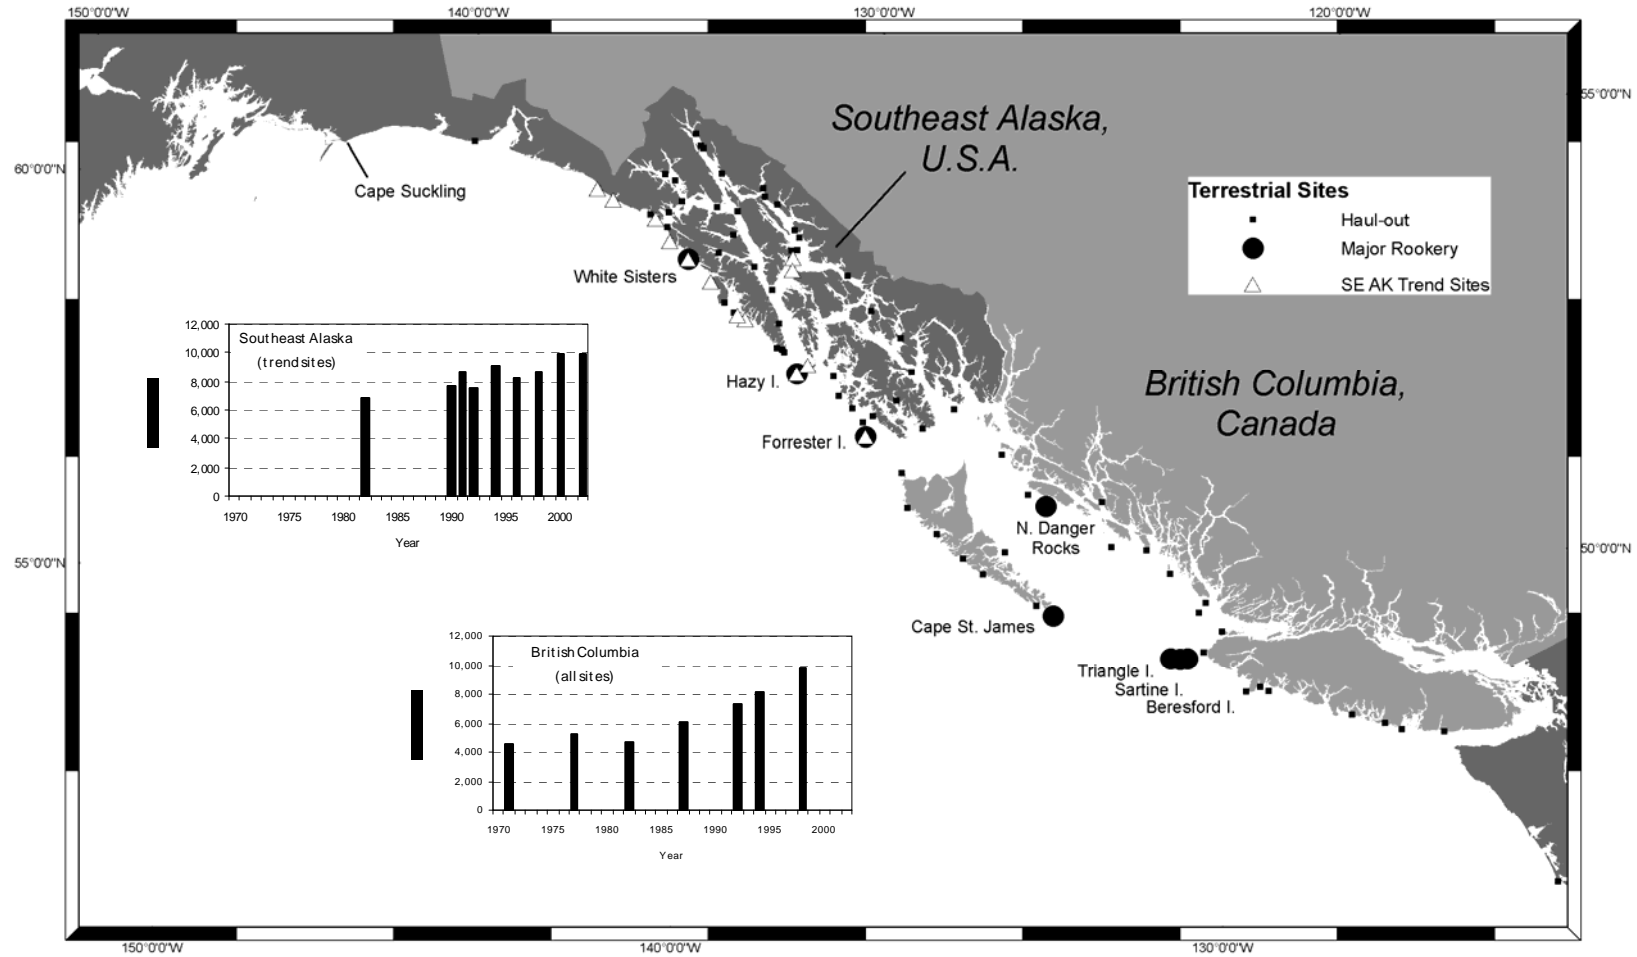 150°0'0"W
140°0'0"W
130°0'0"W
120°0'0"W
55°0'0"N
60°0'0"N
Southeast Alaska,
U.S.A.
Cape Suckling
Terrestrial Sites
Haul-out
Major Rookery
SE AK Trend Sites
White Sisters
Hazy I.
Forrester I.
British Columbia,
Canada
12,000
10,000
8,000
6,000
4,000
2,000
0
Southeast Alaska
(trend sites)
1970
1975
1980
1985
1990
1995
2000
Year
N. Danger
Rocks
50°0'0"N
55°0'0"N
Cape St. James
Triangle I.
Sartine I.
Beresford I.
12,000
10,000
8,000
6,000
4,000
2,000
0
British Columbia
(all sites)
1970
1975
1980
1985
1990
1995
2000
Year
150°0'0"W
140°0'0"W
130°0'0"W